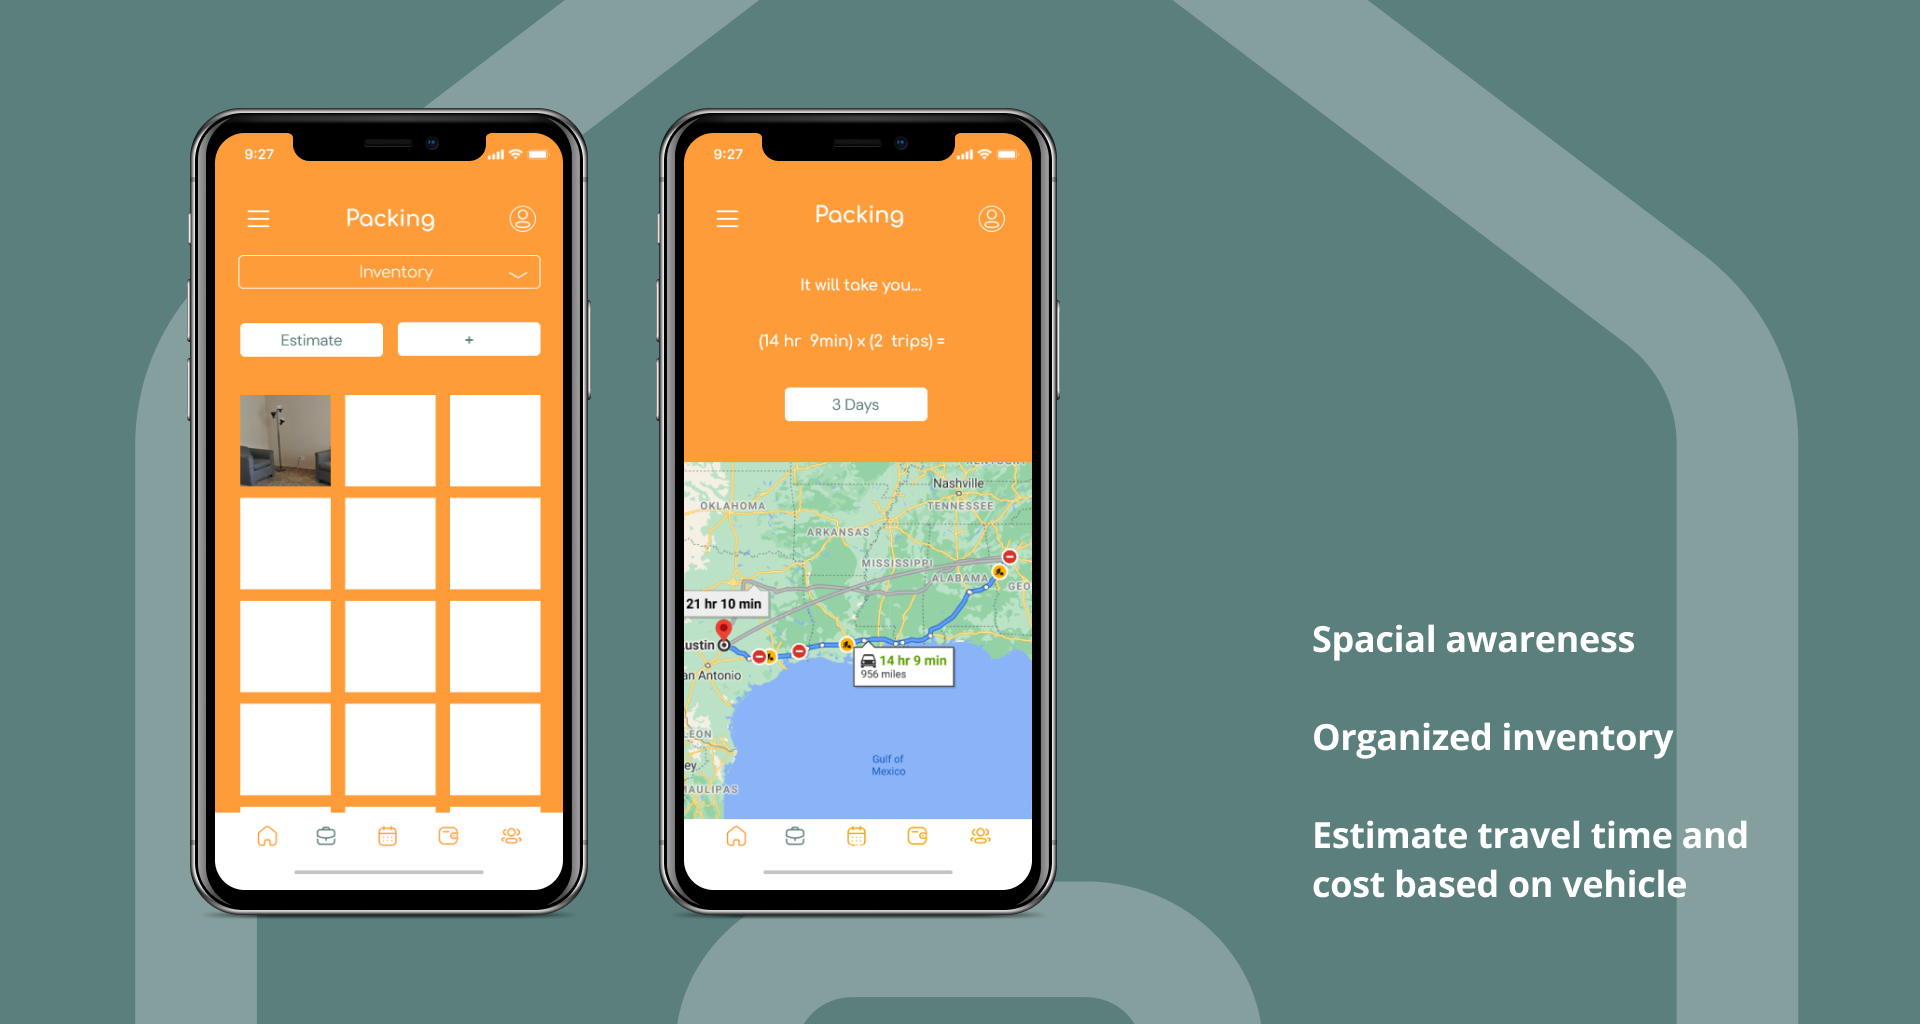 9:27
Packing
Inventory
Estimate
+
9:27
Packing
It will take you...
(14 hr 9min) x (2 trips) =
3 Days
Nashville
OKLAHOMA
TENNESSEE
ARKANSAS
MISSISSIPPI
ALABAMA
GEO
21 hr 10 min
ustin
14 hr 9 min
956 miles
an Antonio
EON
Gulf of
Mexico
ey
MAULIPAS
Spacial awareness
Organized inventory
Estimate travel time and
cost based on vehicle